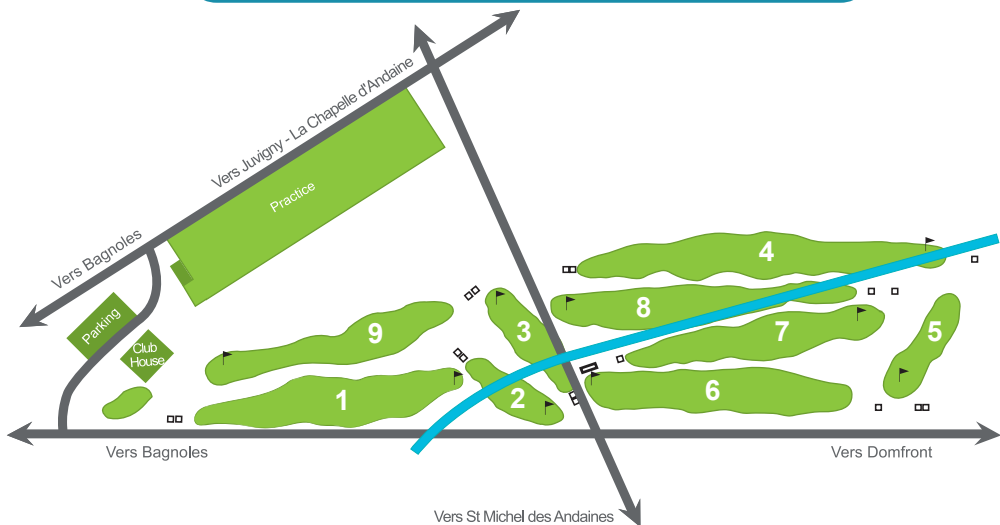 Vers Juvigny - La Chapelle d'Andaine
Practice
Vers Bagnoles
Parking
Club
House
4
8
3
9
7
5
6
1
2
Vers Bagnoles
Vers Domfront
Vers St Michel des Andaines